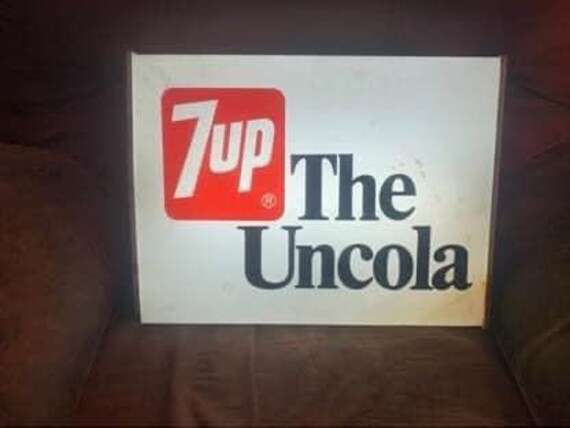 7up ®
The
Uncola